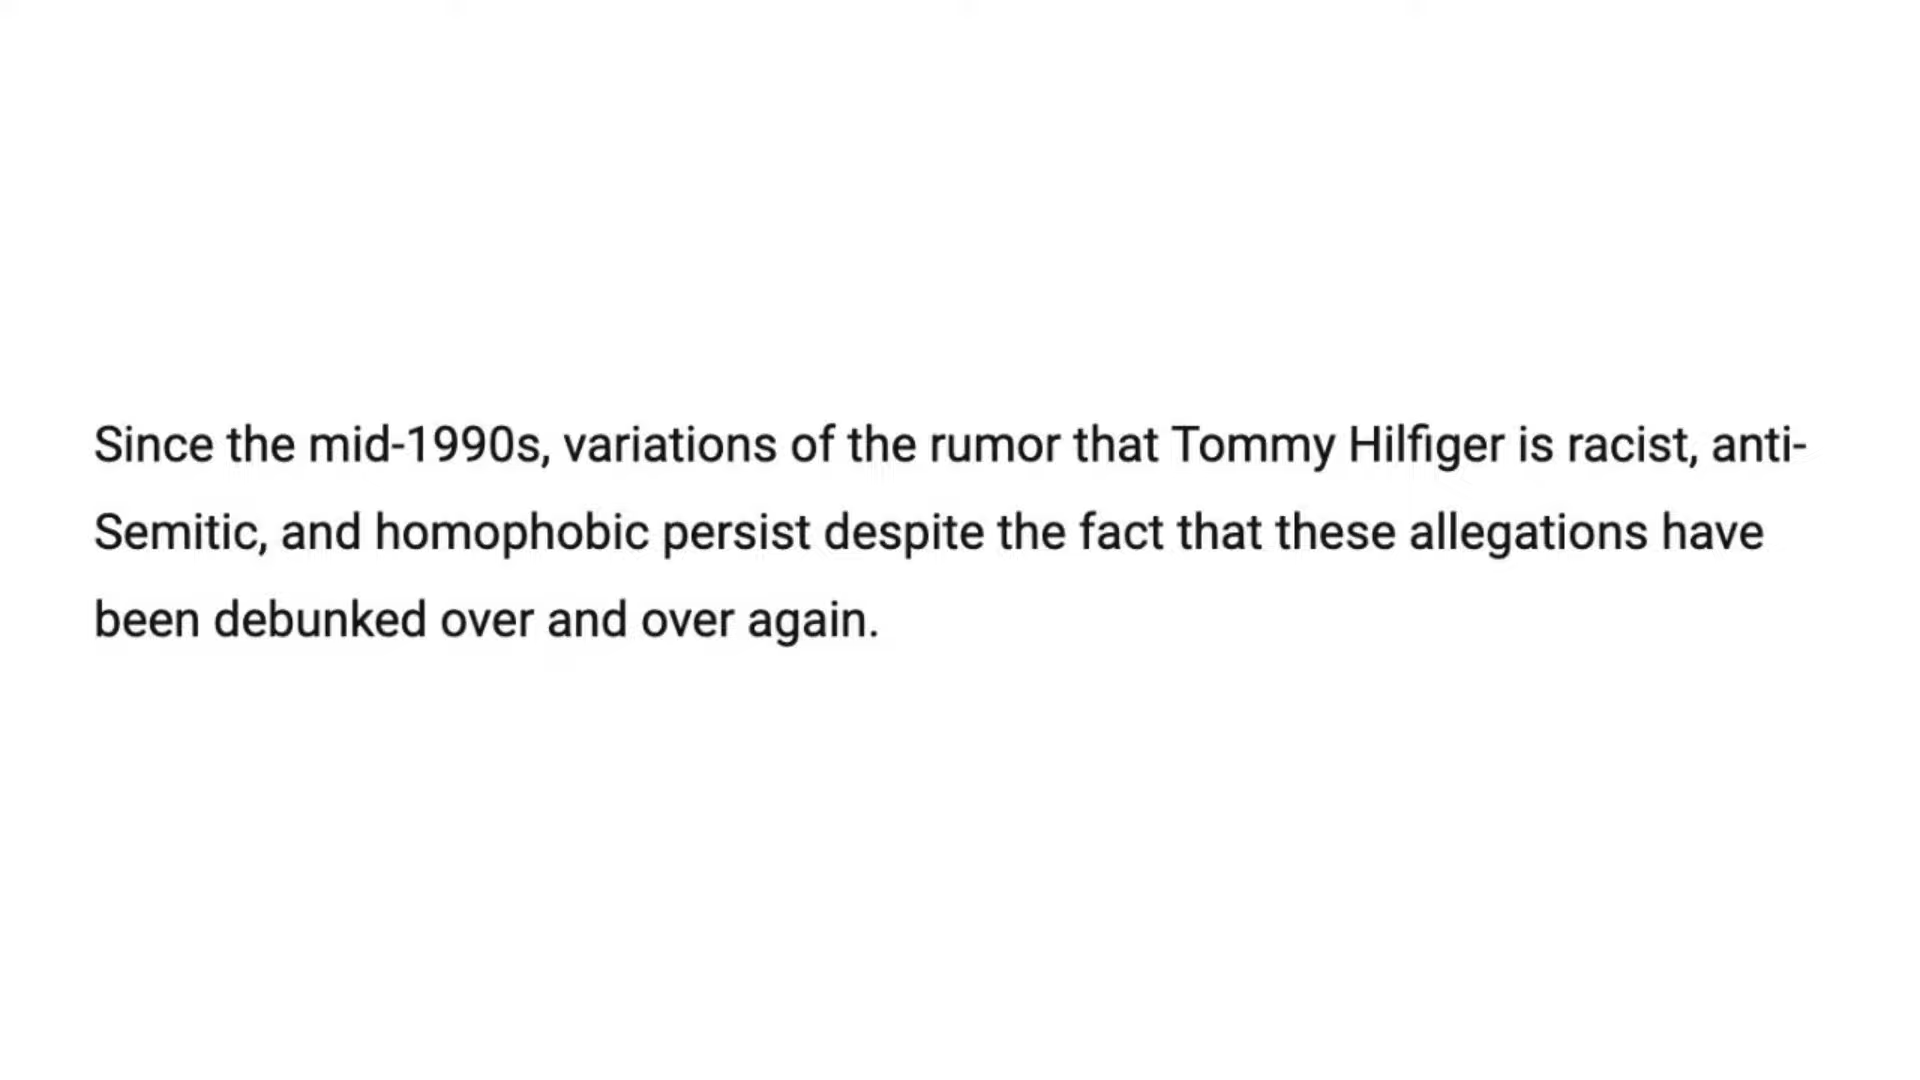 Since the mid-1990s, variations of the rumor that Tommy Hilfiger is racist, anti-
Semitic, and homophobic persist despite the fact that these allegations have
been debunked over and over again.